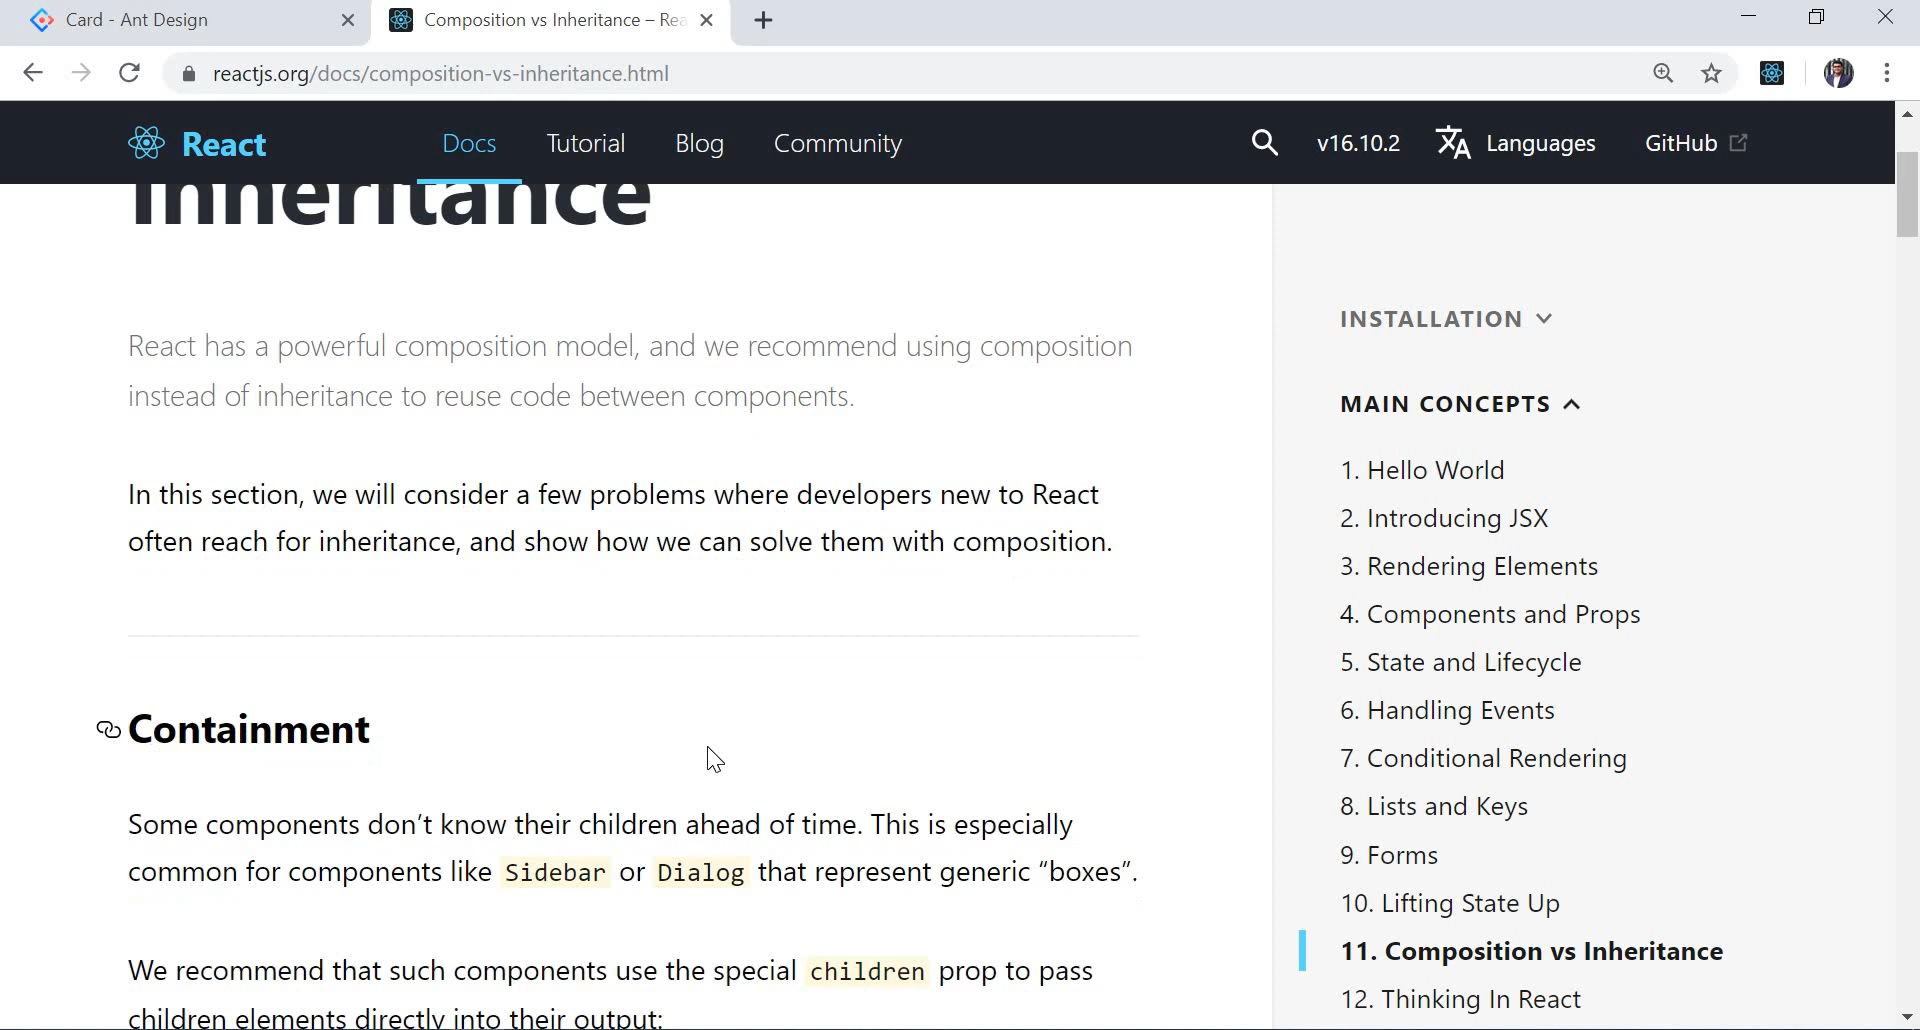 Card - Ant Design
Composition vs Inheritance – Rea
reactjs.org/docs/composition-vs-inheritance.html
React
Docs
Tutorial
Blog
Community
v16.10.2
Languages
GitHub
Inheritance
React has a powerful composition model, and we recommend using composition
instead of inheritance to reuse code between components.
In this section, we will consider a few problems where developers new to React
often reach for inheritance, and show how we can solve them with composition.
Containment
Some components don’t know their children ahead of time. This is especially
common for components like Sidebar or Dialog that represent generic “boxes”.
We recommend that such components use the special children prop to pass
children elements directly into their output:
INSTALLATION
MAIN CONCEPTS
1. Hello World
2. Introducing JSX
3. Rendering Elements
4. Components and Props
5. State and Lifecycle
6. Handling Events
7. Conditional Rendering
8. Lists and Keys
9. Forms
10. Lifting State Up
11. Composition vs Inheritance
12. Thinking In React